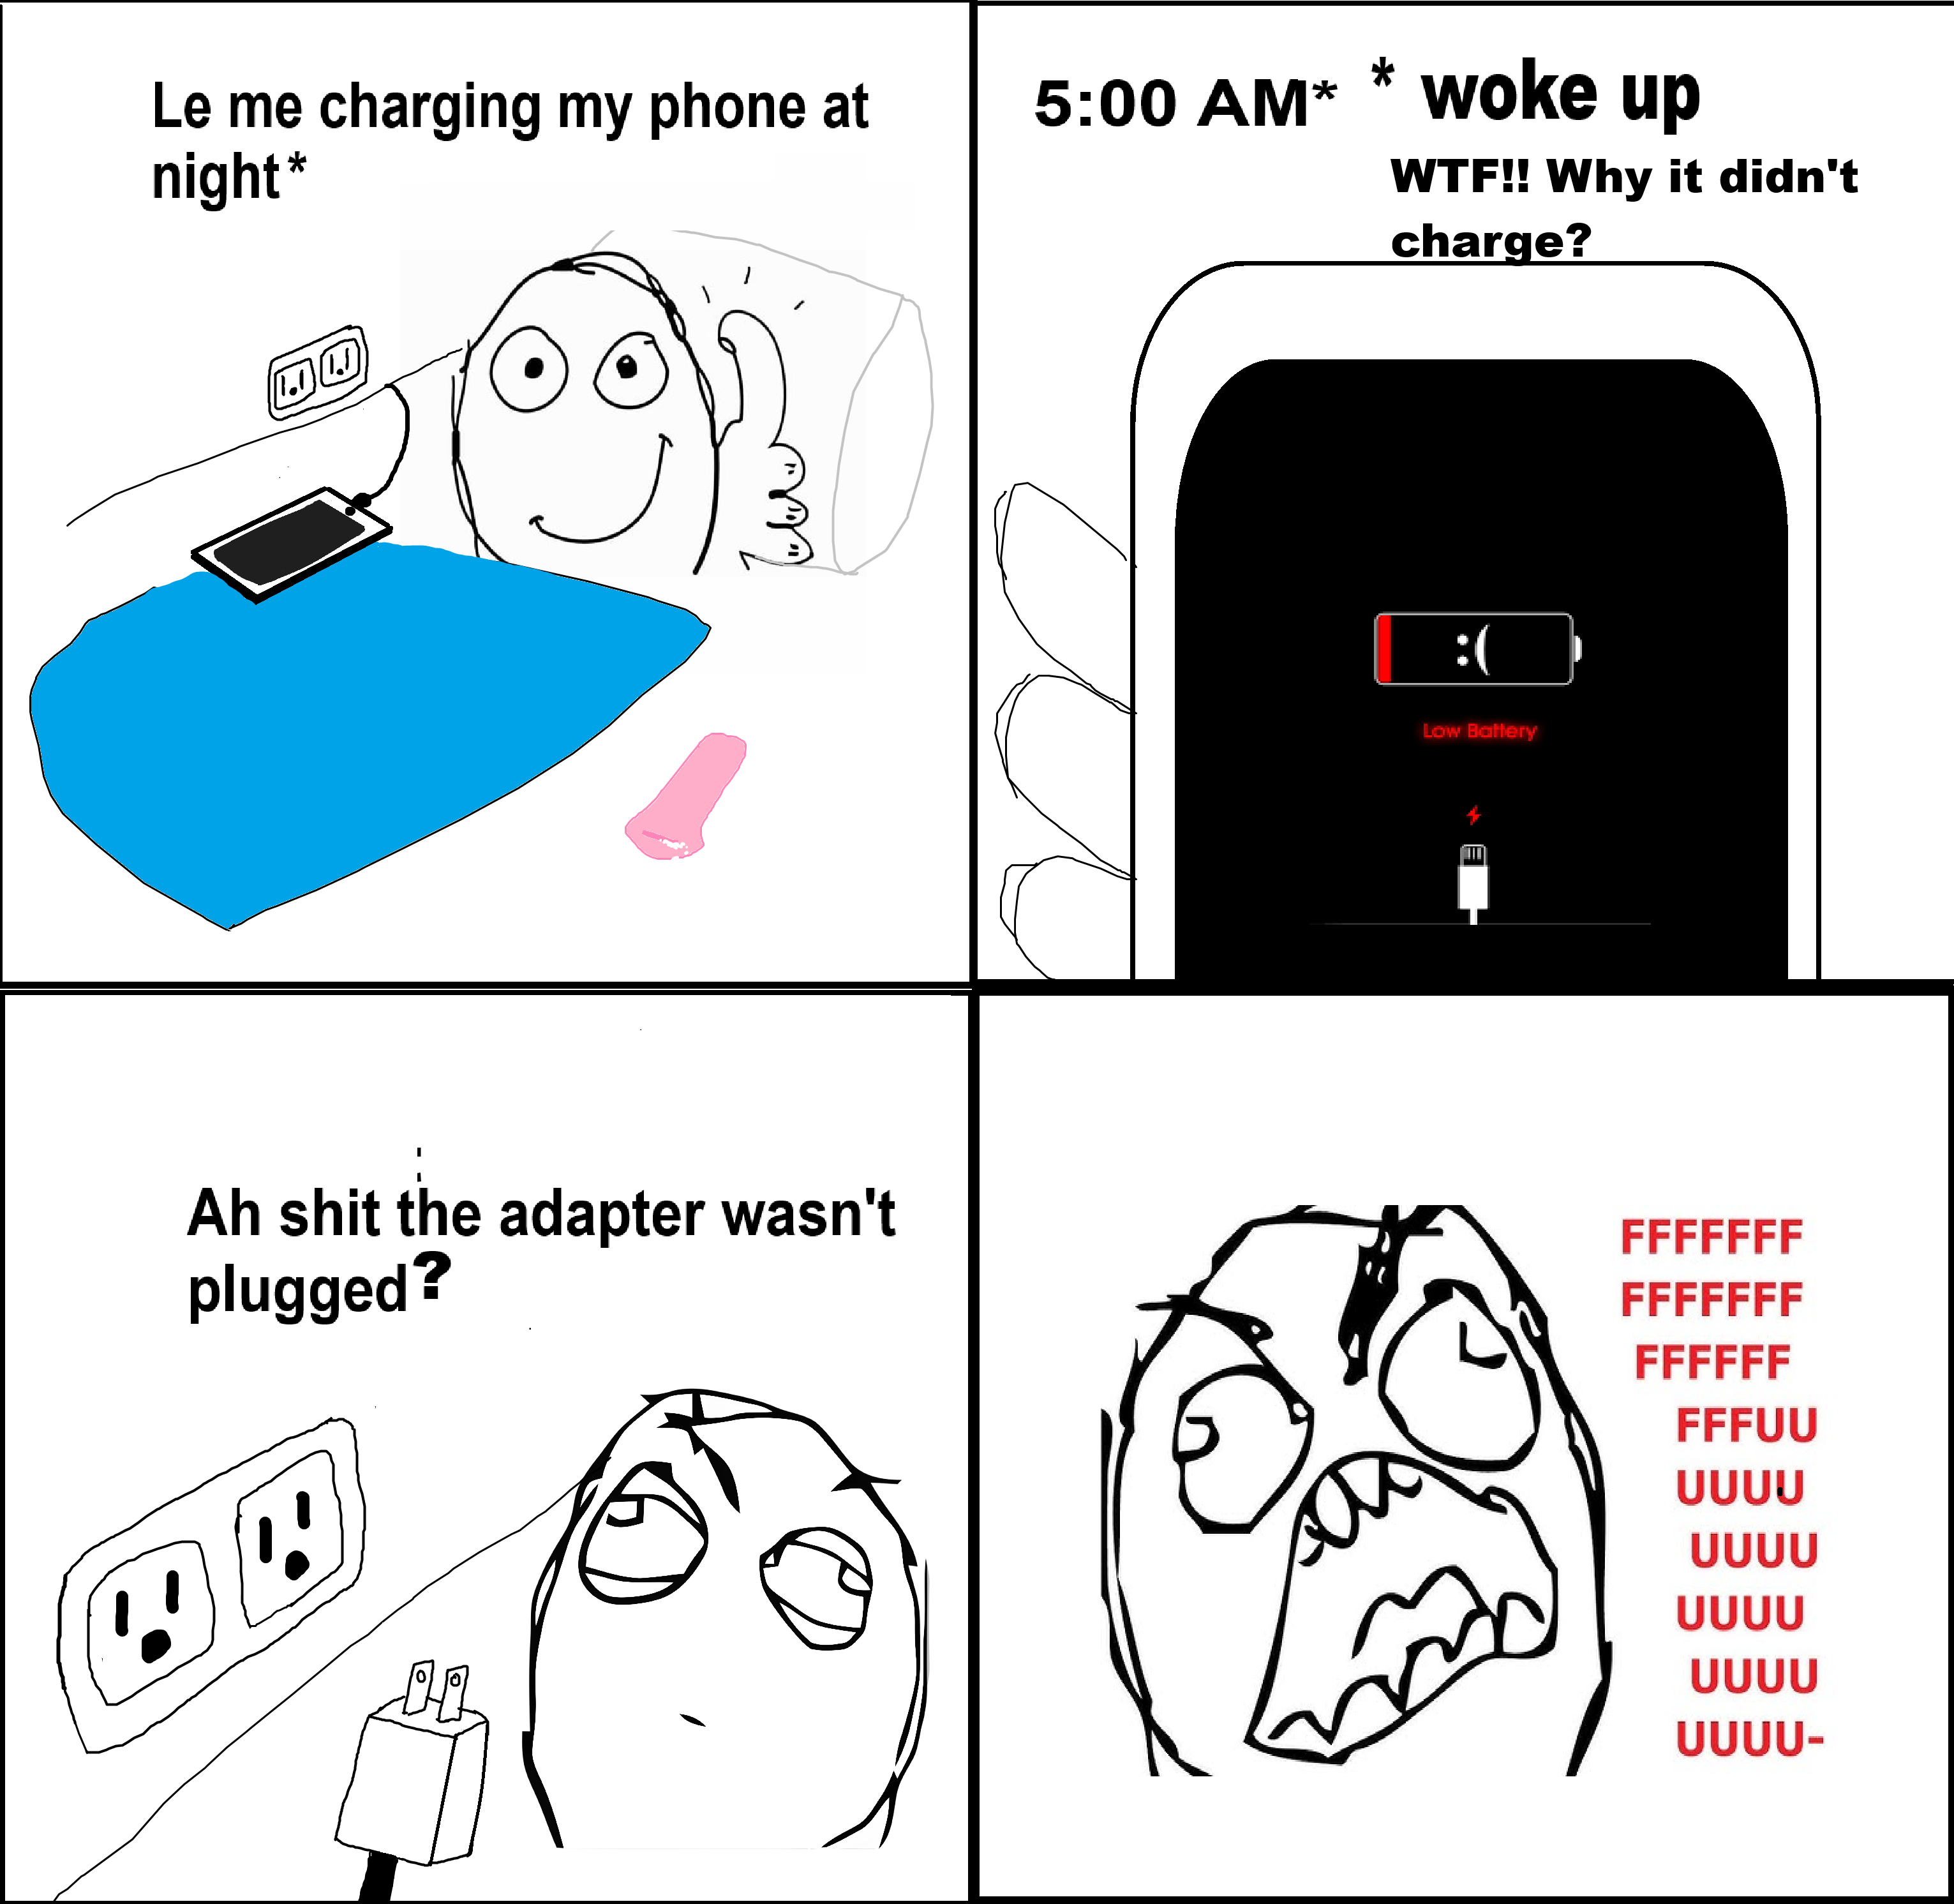 Le me charging my phone at
night*
5:00 AM* * woke up
WTF!! Why it didn't
charge?
:(
Low Battery
Ah shit the adapter wasn't
plugged?
FFFFFFF
FFFFFFF
FFFFFF
FFFUU
UUUU
UUUU
UUUU
UUUU
UUUU-